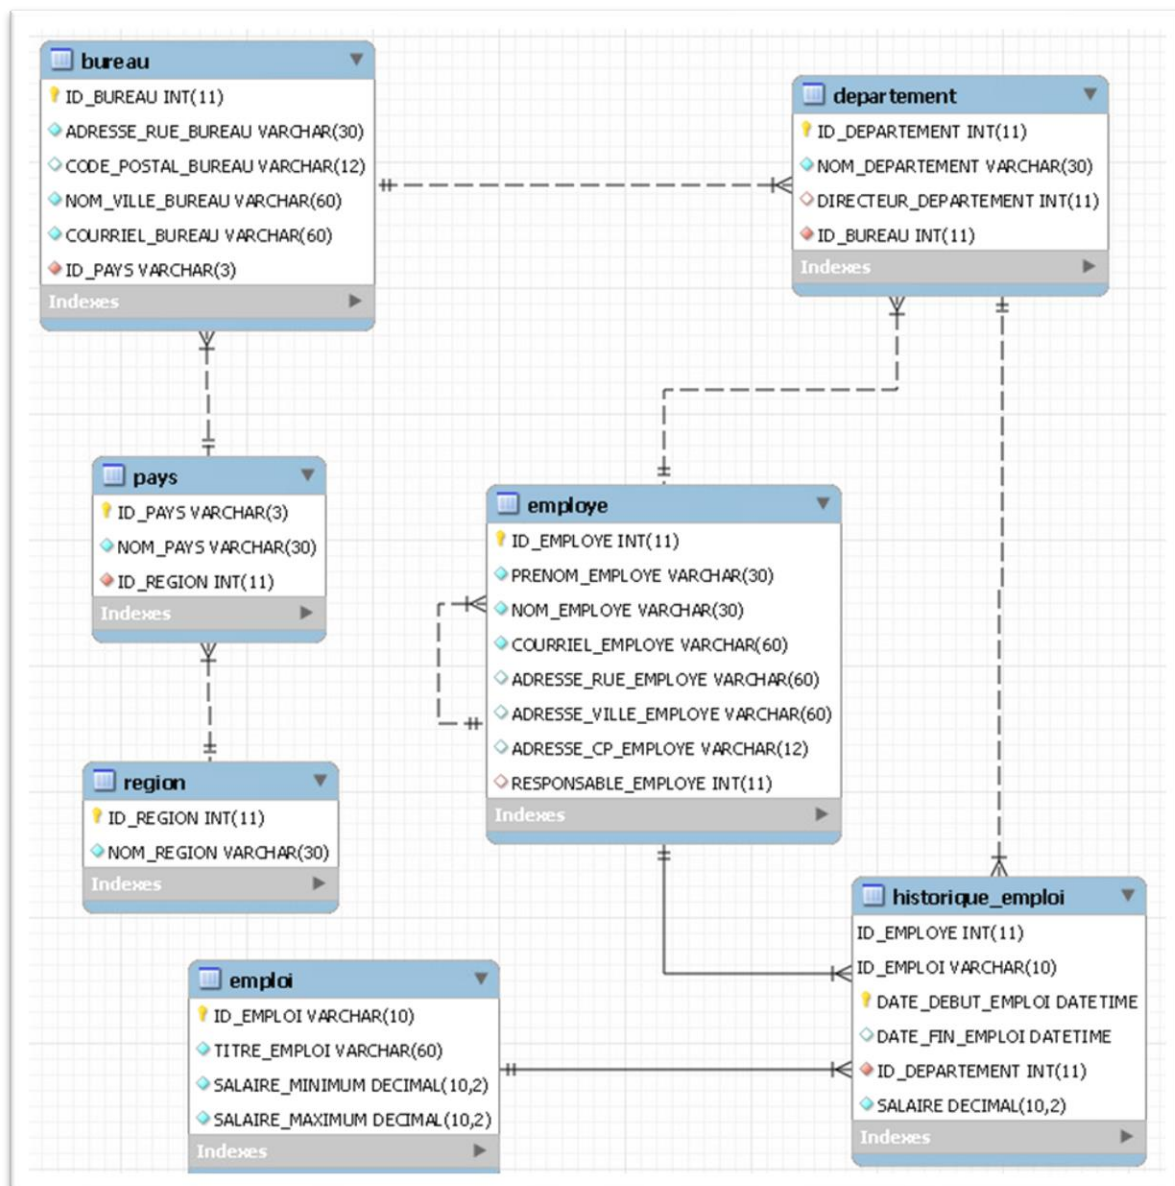 bureau
ID_BUREAU INT(11)
ADRESSE_RUE_BUREAU VARCHAR(30)
CODE_POSTAL_BUREAU VARCHAR(12)
NOM_VILLE_BUREAU VARCHAR(60)
COURRIEL_BUREAU VARCHAR(60)
ID_PAYS VARCHAR(3)
Indexes
departement
ID_DEPARTEMENT INT(11)
NOM_DEPARTEMENT VARCHAR(30)
DIRECTEUR_DEPARTEMENT INT(11)
ID_BUREAU INT(11)
Indexes
pays
ID_PAYS VARCHAR(3)
NOM_PAYS VARCHAR(30)
ID_REGION INT(11)
Indexes
employe
ID_EMPLOYE INT(11)
PRENOM_EMPLOYE VARCHAR(30)
NOM_EMPLOYE VARCHAR(30)
COURRIEL_EMPLOYE VARCHAR(60)
ADRESSE_RUE_EMPLOYE VARCHAR(60)
ADRESSE_VILLE_EMPLOYE VARCHAR(60)
ADRESSE_CP_EMPLOYE VARCHAR(12)
RESPONSABLE_EMPLOYE INT(11)
Indexes
region
ID_REGION INT(11)
NOM_REGION VARCHAR(30)
Indexes
historique_emploi
ID_EMPLOYE INT(11)
ID_EMPLOI VARCHAR(10)
DATE_DEBUT_EMPLOI DATETIME
DATE_FIN_EMPLOI DATETIME
ID_DEPARTEMENT INT(11)
SALAIRE DECIMAL(10,2)
Indexes
emploi
ID_EMPLOI VARCHAR(10)
TITRE_EMPLOI VARCHAR(60)
SALAIRE_MINIMUM DECIMAL(10,2)
SALAIRE_MAXIMUM DECIMAL(10,2)
Indexes